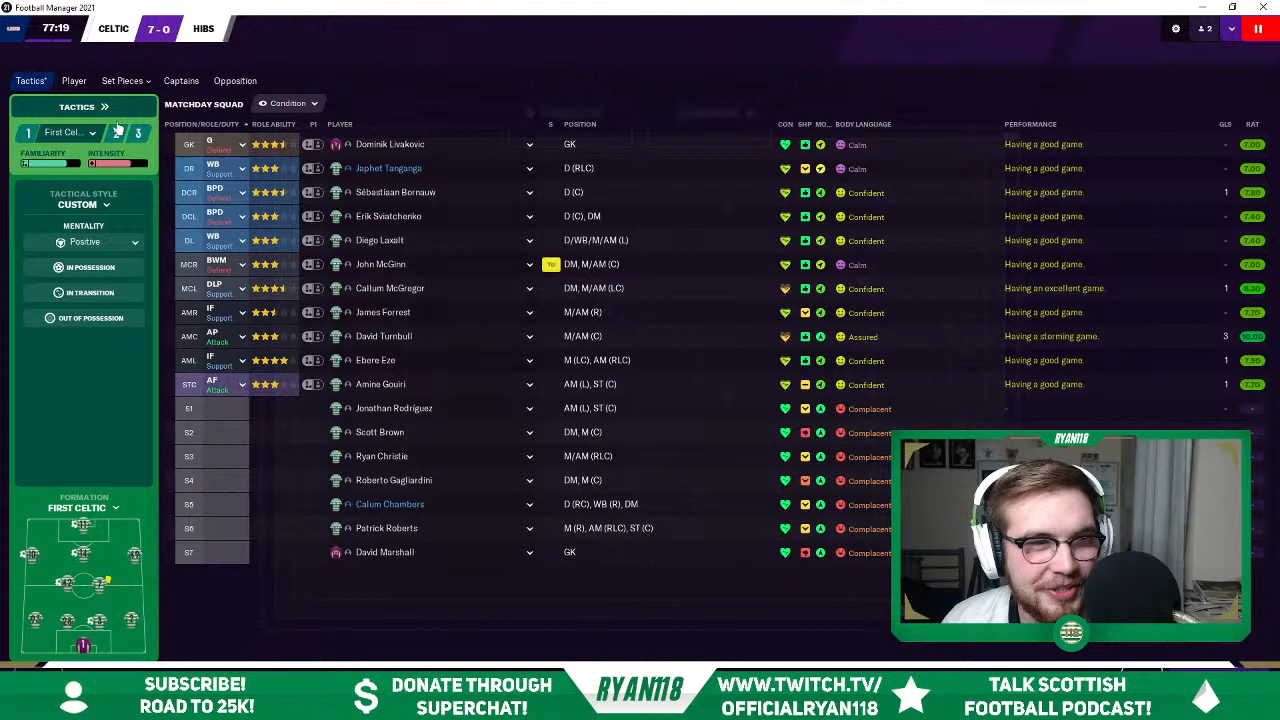 Football Manager 2021
77:19 CELTIC 7 - 0 HIBS
2
Tactics* Player Set Pieces Captains Opposition
TACTICS
MATCHDAY SQUAD Condition
POSITION/ROLE/DUTY ROLE ABILITY PI PLAYER S POSITION CON SHP MO... BODY LANGUAGE PERFORMANCE GLS RAT
1 First Cel... 2 3
FAMILIARITY INTENSITY
TACTICAL STYLE
CUSTOM
MENTALITY
Positive
IN POSSESSION
IN TRANSITION
OUT OF POSSESSION
FORMATION
FIRST CELTIC
GK G Defend Dominik Livakovic GK Calm Having a good game. - 7.00
DR WB Support Japhet Tanganga D (RLC) Calm Having a good game. - 7.00
DCR BPD Defend Sébastiaan Bornauw D (C) Confident Having a good game. 1 7.80
DCL BPD Defend Erik Sviatchenko D (C), DM Confident Having a good game. - 7.40
DL WB Support Diego Laxalt D/WB/M/AM (L) Confident Having a good game. - 7.40
MCR BWM Defend John McGinn Yel DM, M/AM (C) Calm Having a good game. - 7.00
MCL DLP Support Callum McGregor DM, M/AM (LC) Confident Having an excellent game. 1 8.30
AMR IF Support James Forrest M/AM (R) Confident Having a good game. - 7.70
AMC AP Attack David Turnbull M/AM (C) Assured Having a storming game. 3 10.00
AML IF Support Ebere Eze M (LC), AM (RLC) Confident Having a good game. - 7.50
STC AF Attack Amine Gouiri AM (L), ST (C) Confident Having a good game. 1 7.70
S1 Jonathan Rodríguez AM (L), ST (C) Complacent - - -
S2 Scott Brown DM, M (C) Complacent
S3 Ryan Christie M/AM (RLC) Complacent
S4 Roberto Gagliardini DM, M (C) Complacent
S5 Calum Chambers D (RC), WB (R), DM Complacent
S6 Patrick Roberts M (R), AM (RLC), ST (C) Complacent
S7 David Marshall GK Complacent
RYAN118
118
SUBSCRIBE!
ROAD TO 25K!
DONATE THROUGH
SUPERCHAT!
RYAN118
WWW.TWITCH.TV/
OFFICIALRYAN118
TALK SCOTTISH
FOOTBALL PODCAST!